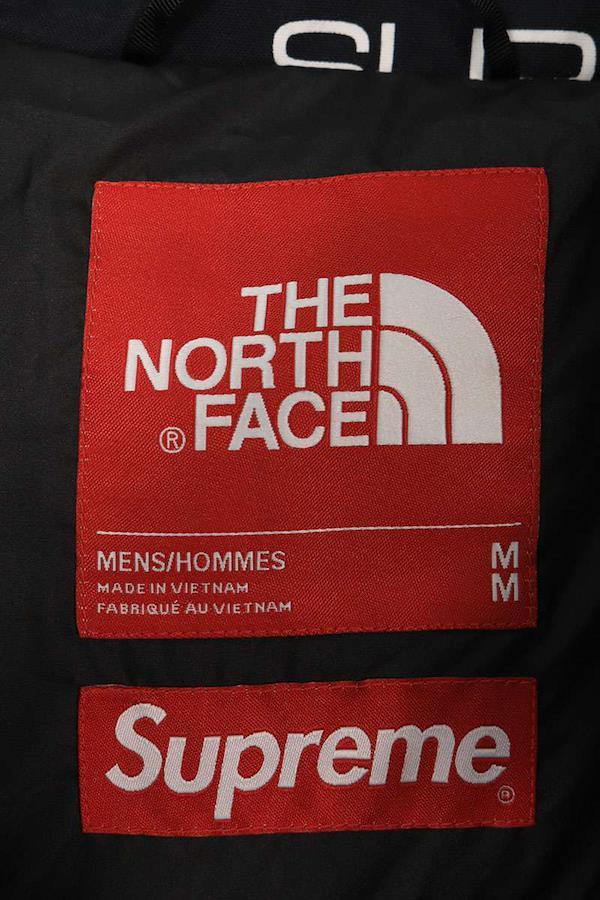 THE
NORTH
® FACE
MENS/HOMMES M
MADE IN VIETNAM M
FABRIQUÉ AU VIETNAM
Supreme®